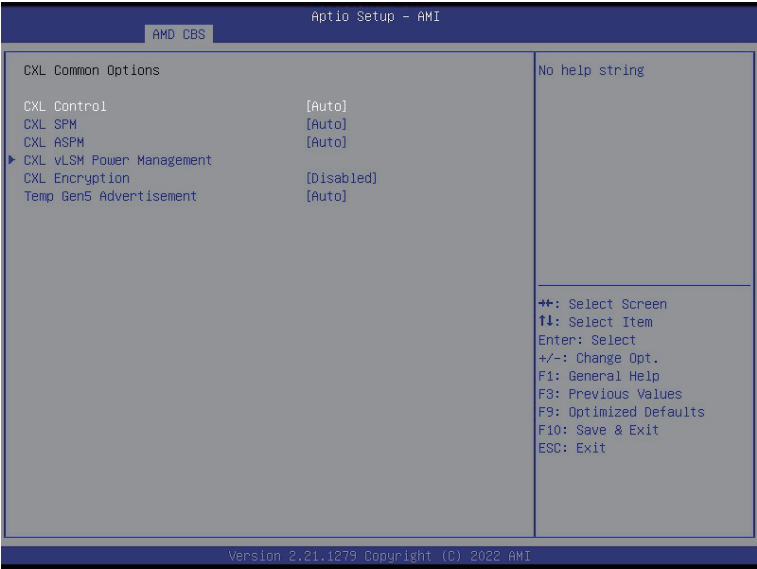 Aptio Setup – AMI
AMD CBS
CXL Common Options
CXL Control [Auto]
CXL SPM [Auto]
CXL ASPM [Auto]
CXL vLSM Power Management
CXL Encryption [Disabled]
Temp Gen5 Advertisement [Auto]
No help string
→←: Select Screen
↑↓: Select Item
Enter: Select
+/-: Change Opt.
F1: General Help
F3: Previous Values
F9: Optimized Defaults
F10: Save & Exit
ESC: Exit
Version 2.21.1279 Copyright (C) 2022 AMI